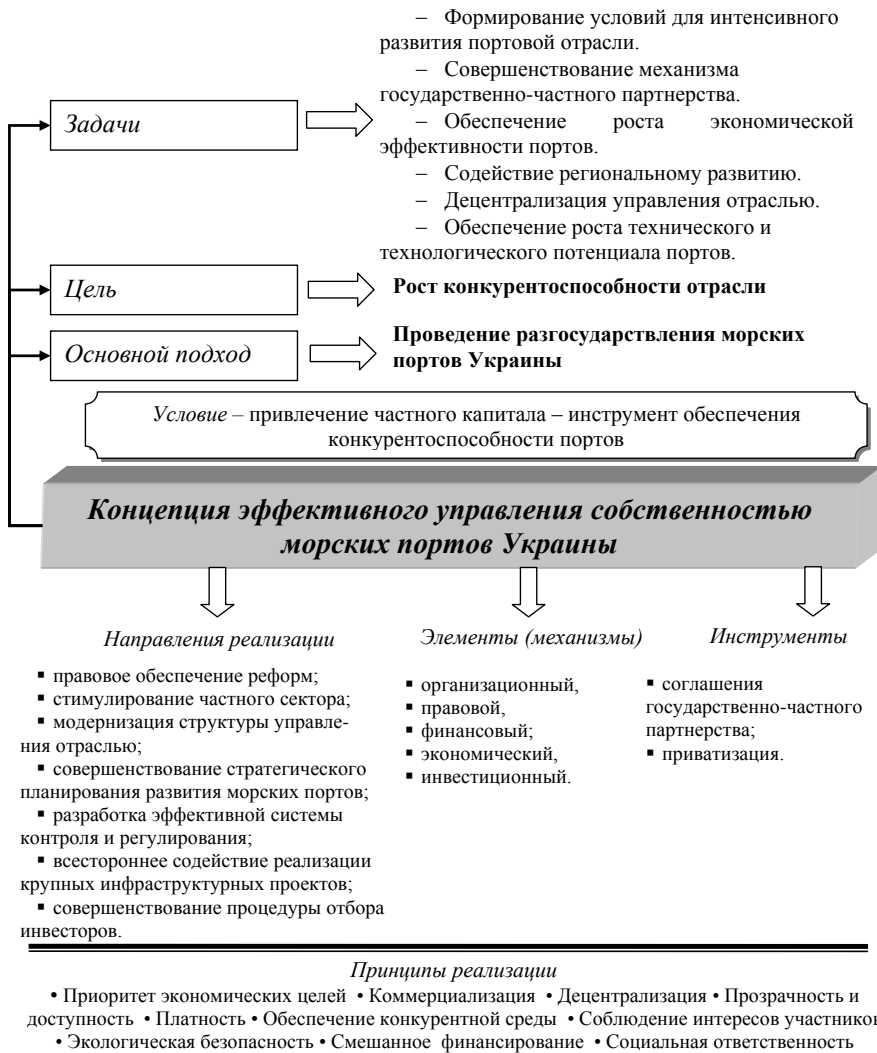 – Формирование условий для интенсивного
развития портовой отрасли.
– Совершенствование механизма
государственно-частного партнерства.
Задачи
– Обеспечение роста экономической
эффективности портов.
– Содействие региональному развитию.
– Децентрализация управления отраслью.
– Обеспечение роста технического и
технологического потенциала портов.
Цель
Рост конкурентоспособности отрасли
Основной подход
Проведение разгосударствления морских
портов Украины
Условие – привлечение частного капитала – инструмент обеспечения
конкурентоспособности портов
Концепция эффективного управления собственностью
морских портов Украины
Направления реализации
▪ правовое обеспечение реформ;
▪ стимулирование частного сектора;
▪ модернизация структуры управле-
ния отраслью;
▪ совершенствование стратегического
планирования развития морских портов;
▪ разработка эффективной системы
контроля и регулирования;
▪ всестороннее содействие реализации
крупных инфраструктурных проектов;
▪ совершенствование процедуры отбора
инвесторов.
Элементы (механизмы)
▪ организационный,
▪ правовой,
▪ финансовый;
▪ экономический,
▪ инвестиционный.
Инструменты
▪ соглашения
государственно-частного
партнерства;
▪ приватизация.
Принципы реализации
• Приоритет экономических целей • Коммерциализация • Децентрализация • Прозрачность и
доступность • Платность • Обеспечение конкурентной среды • Соблюдение интересов участников
• Экологическая безопасность • Смешанное финансирование • Социальная ответственность